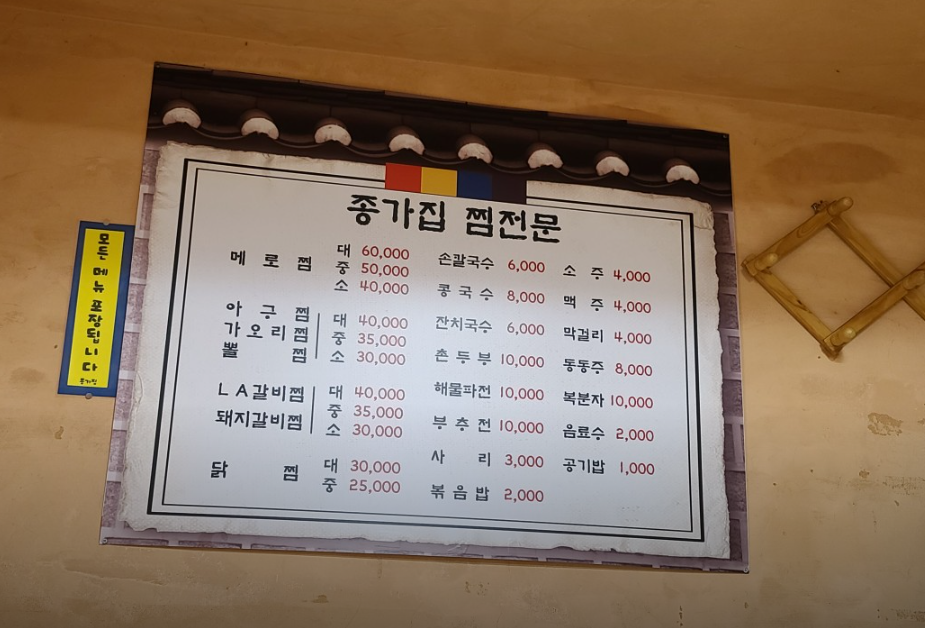 종가집 찜전문
메로찜 대 60,000
중 50,000
소 40,000
아구찜
가오리찜
뽈찜
대 40,000
중 35,000
소 30,000
LA갈비찜
돼지갈비찜
대 40,000
중 35,000
소 30,000
닭찜 대 30,000
중 25,000
손칼국수 6,000
콩국수 8,000
잔치국수 6,000
촌두부 10,000
해물파전 10,000
부추전 10,000
사리 3,000
볶음밥 2,000
소주 4,000
맥주 4,000
막걸리 4,000
동동주 8,000
복분자 10,000
음료수 2,000
공기밥 1,000
모든 메뉴 포장됩니다
종가집